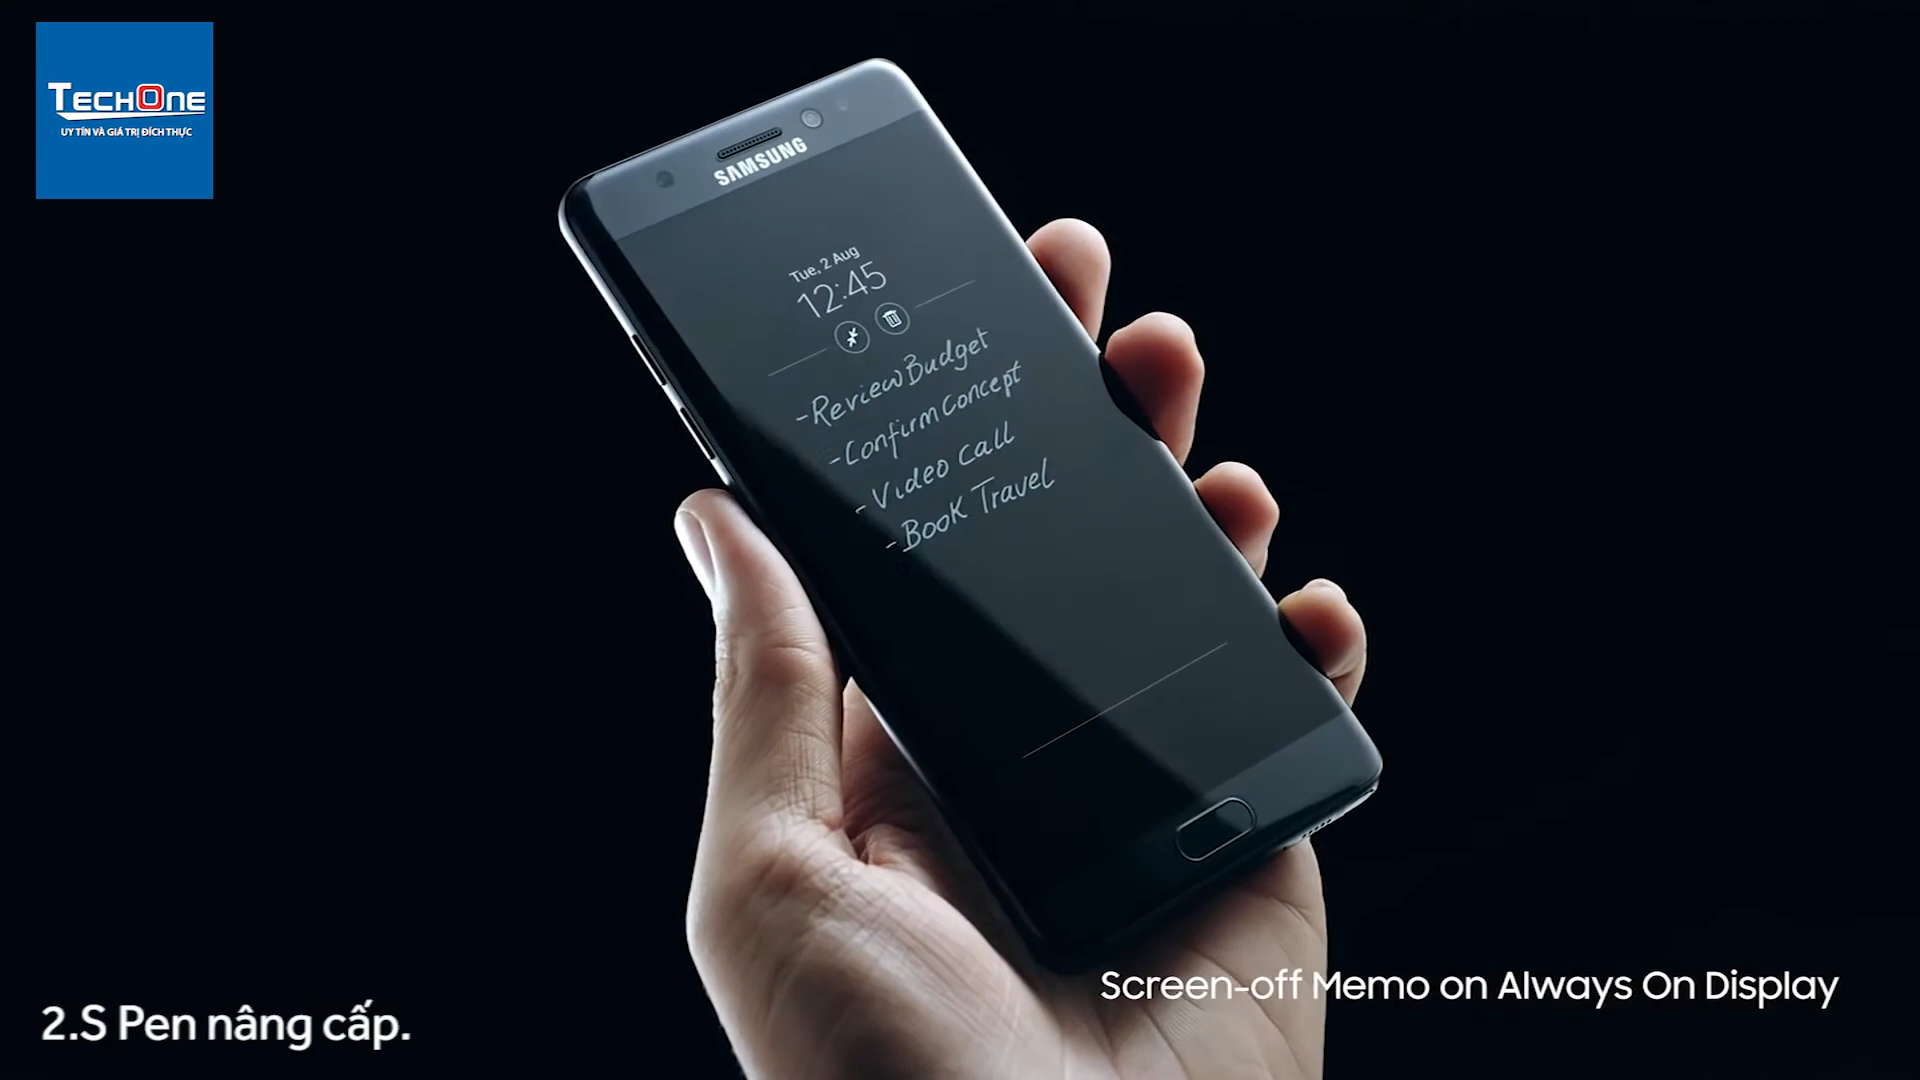 TECHONE
UY TÍN VÀ GIÁ TRỊ ĐÍCH THỰC
SAMSUNG
Tue, 2 Aug
12:45
-Review Budget
-Confirm Concept
-Video call
-Book Travel
Screen-off Memo on Always On Display
2.S Pen nâng cấp.